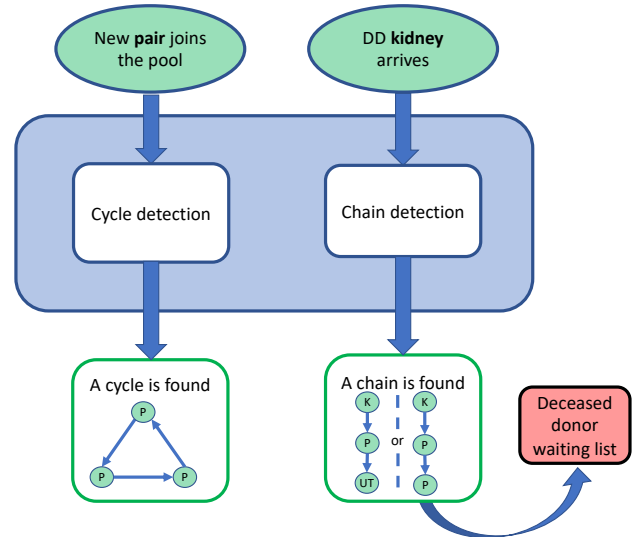 New pair joins
the pool
DD kidney
arrives
Cycle detection
Chain detection
A cycle is found
P
P
P
A chain is found
K
K
P
or
P
UT
P
Deceased
donor
waiting list